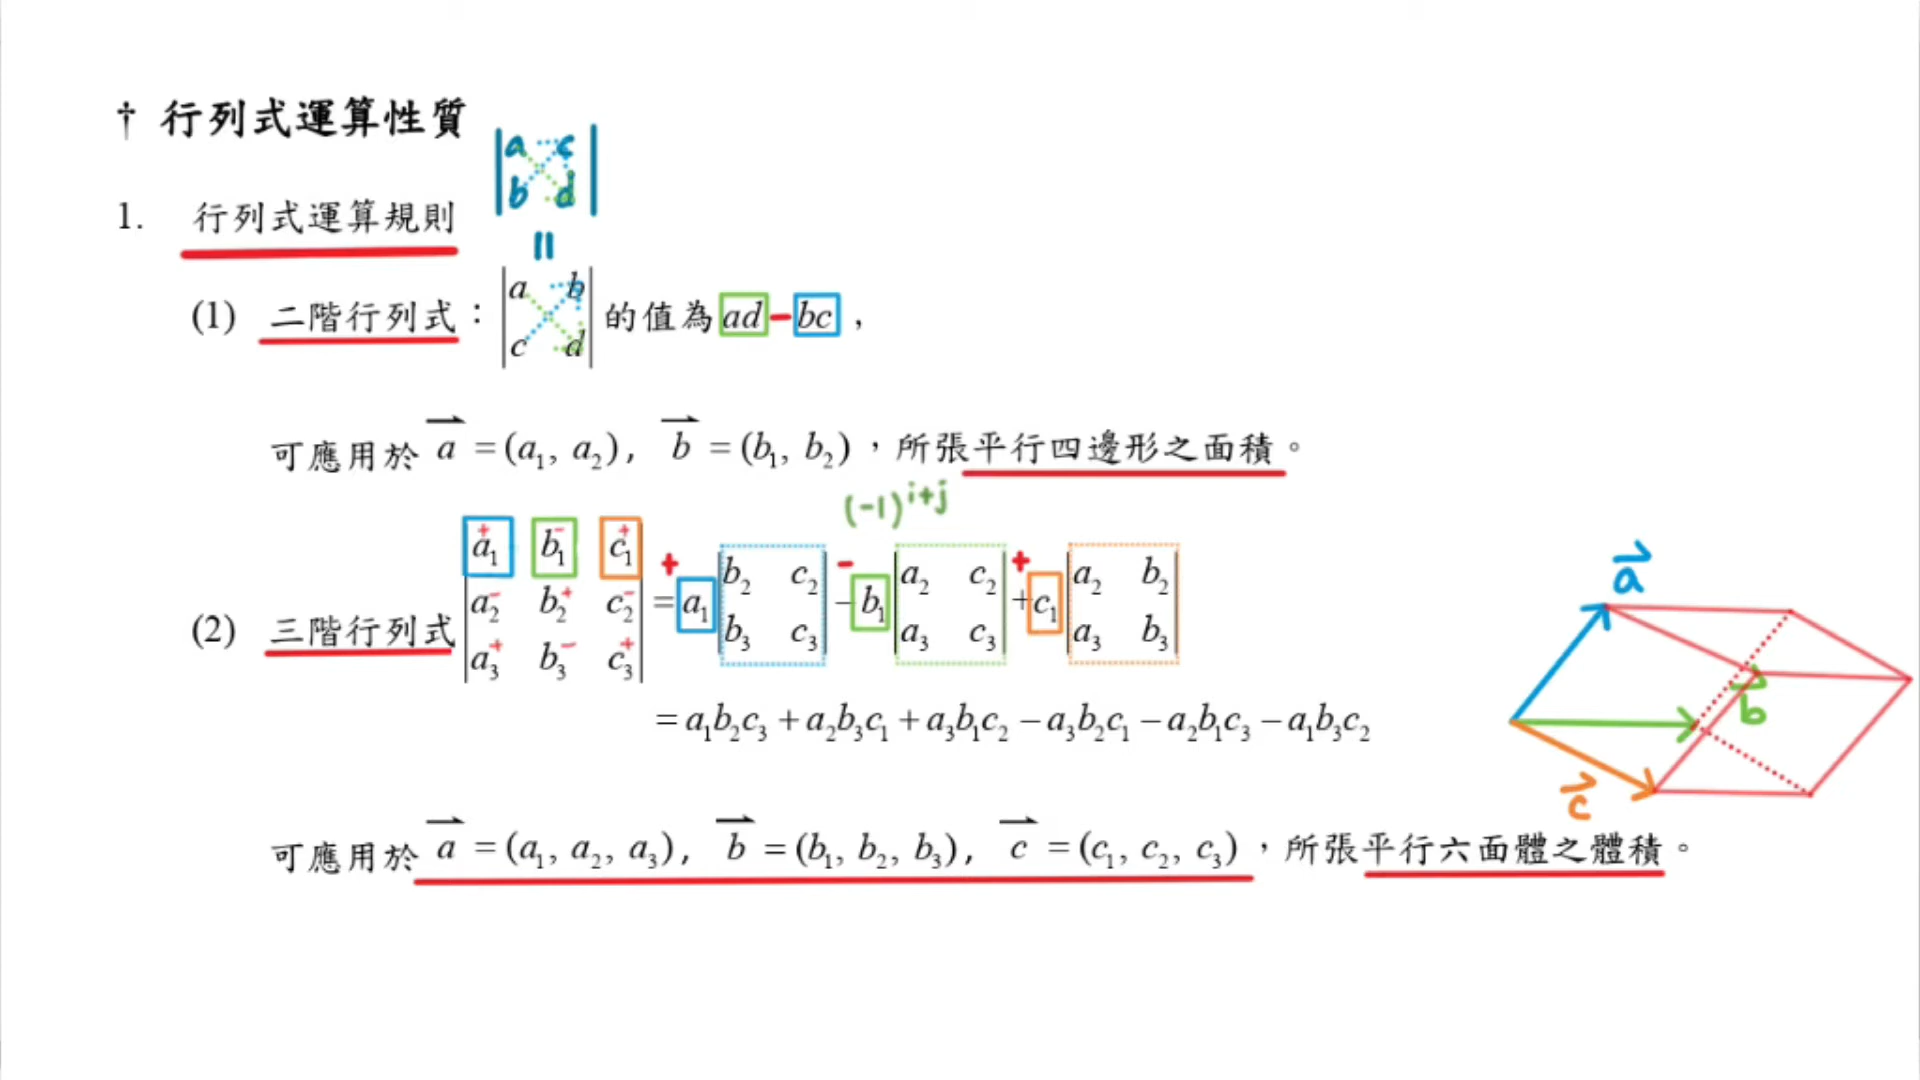 † 行列式運算性質
|a c|
|b d|
=
1. 行列式運算規則
(1) 二階行列式：|a b; c d| 的值為 ad − bc，
可應用於 a⃗ = (a₁, a₂), b⃗ = (b₁, b₂)，所張平行四邊形之面積。
(-1)^(i+j)
(2) 三階行列式 |a₁⁺ b₁⁻ c₁⁺; a₂⁻ b₂⁺ c₂⁻; a₃⁺ b₃⁻ c₃⁺| = + a₁ |b₂ c₂; b₃ c₃| − − b₁ |a₂ c₂; a₃ c₃| + + c₁ |a₂ b₂; a₃ b₃|
= a₁b₂c₃ + a₂b₃c₁ + a₃b₁c₂ − a₃b₂c₁ − a₂b₁c₃ − a₁b₃c₂
a⃗
b⃗
c⃗
可應用於 a⃗ = (a₁, a₂, a₃), b⃗ = (b₁, b₂, b₃), c⃗ = (c₁, c₂, c₃)，所張平行六面體之體積。